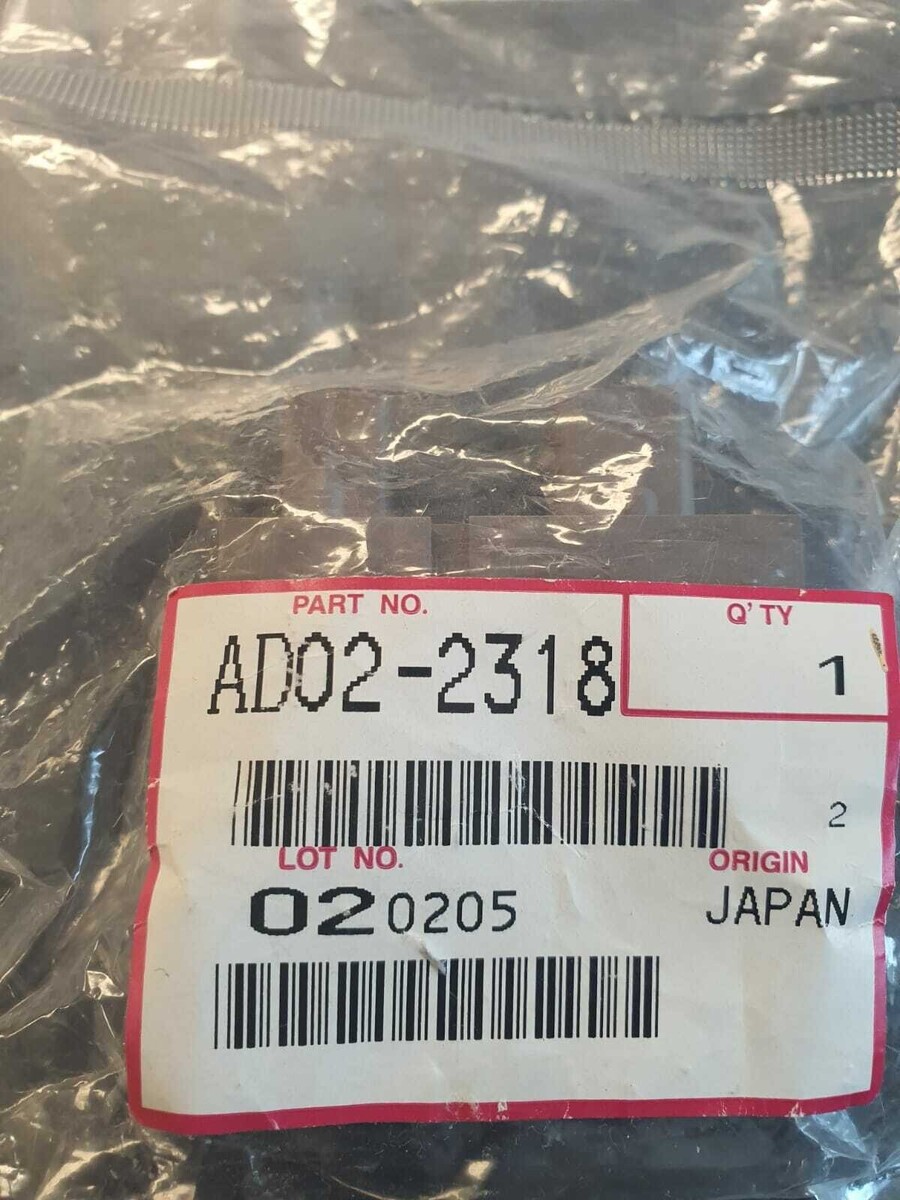 PART NO.
Q'TY
AD02-2318
1
2
LOT NO.
ORIGIN
020205
JAPAN